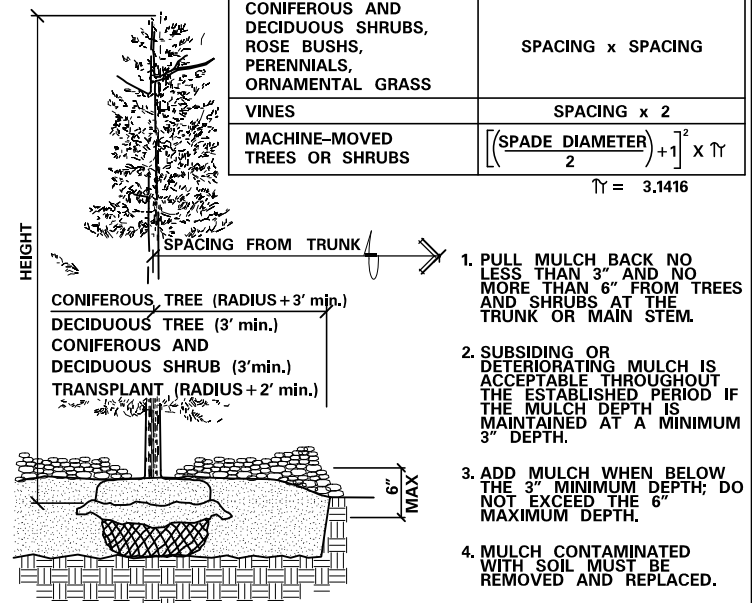 CONIFEROUS AND
DECIDUOUS SHRUBS,
ROSE BUSHS,
PERENNIALS,
ORNAMENTAL GRASS
SPACING x SPACING
VINES
SPACING x 2
MACHINE-MOVED
TREES OR SHRUBS
[(SPADE DIAMETER/2)+1]² X π
π = 3.1416
HEIGHT
SPACING FROM TRUNK
CONIFEROUS TREE (RADIUS+3' min.)
DECIDUOUS TREE (3' min.)
CONIFEROUS AND
DECIDUOUS SHRUB (3'min.)
TRANSPLANT (RADIUS+2' min.)
6"
MAX
1. PULL MULCH BACK NO
LESS THAN 3" AND NO
MORE THAN 6" FROM TREES
AND SHRUBS AT THE
TRUNK OR MAIN STEM.
2. SUBSIDING OR
DETERIORATING MULCH IS
ACCEPTABLE THROUGHOUT
THE ESTABLISHED PERIOD IF
THE MULCH DEPTH IS
MAINTAINED AT A MINIMUM
3" DEPTH.
3. ADD MULCH WHEN BELOW
THE 3" MINIMUM DEPTH; DO
NOT EXCEED THE 6"
MAXIMUM DEPTH.
4. MULCH CONTAMINATED
WITH SOIL MUST BE
REMOVED AND REPLACED.